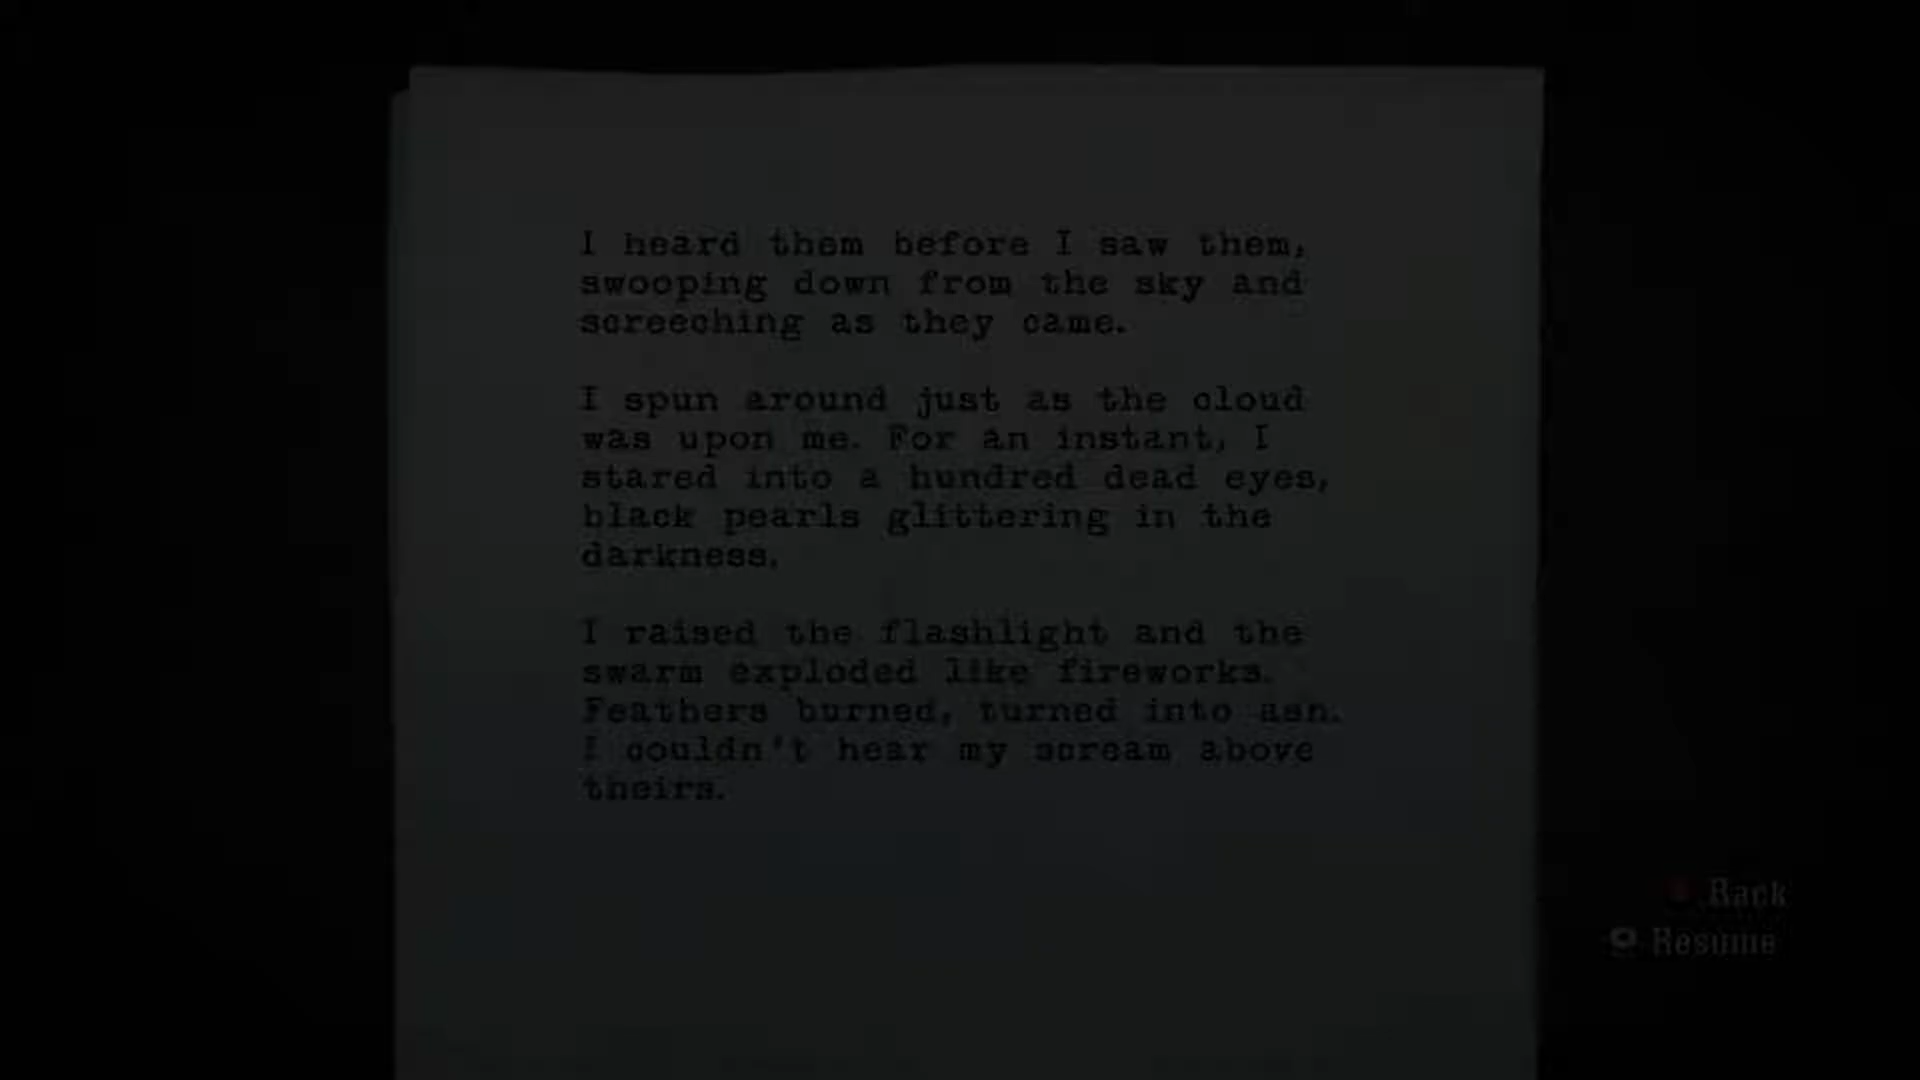 I heard them before I saw them,
swooping down from the sky and
screeching as they came.
I spun around just as the cloud
was upon me. For an instant, I
stared into a hundred dead eyes,
black pearls glittering in the
darkness.
I raised the flashlight and the
swarm exploded like fireworks.
Feathers burned, turned into ash.
I couldn't hear my scream above
theirs.
Back
Resume